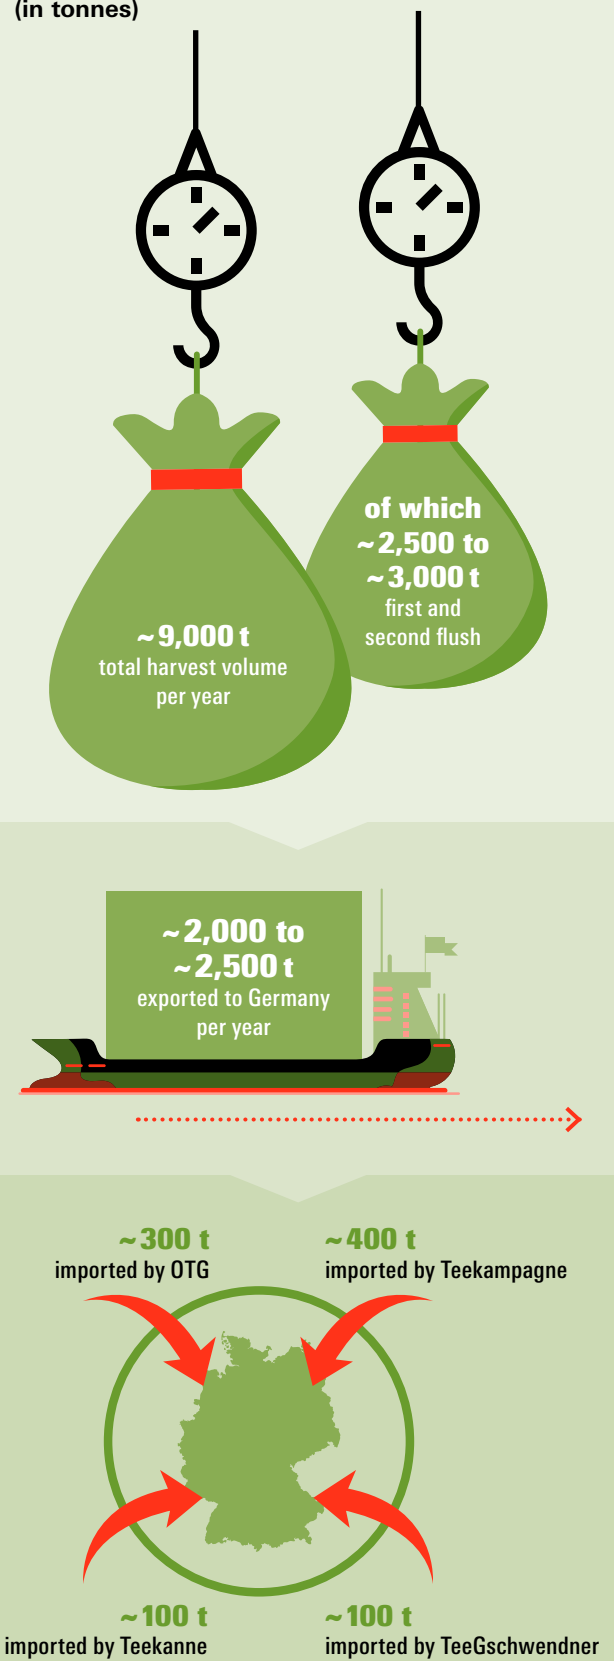 (in tonnes)
of which
~2,500 to
~3,000 t
first and
second flush
~9,000 t
total harvest volume
per year
~2,000 to
~2,500 t
exported to Germany
per year
~300 t
imported by OTG
~400 t
imported by Teekampagne
~100 t
imported by Teekanne
~100 t
imported by TeeGschwendner